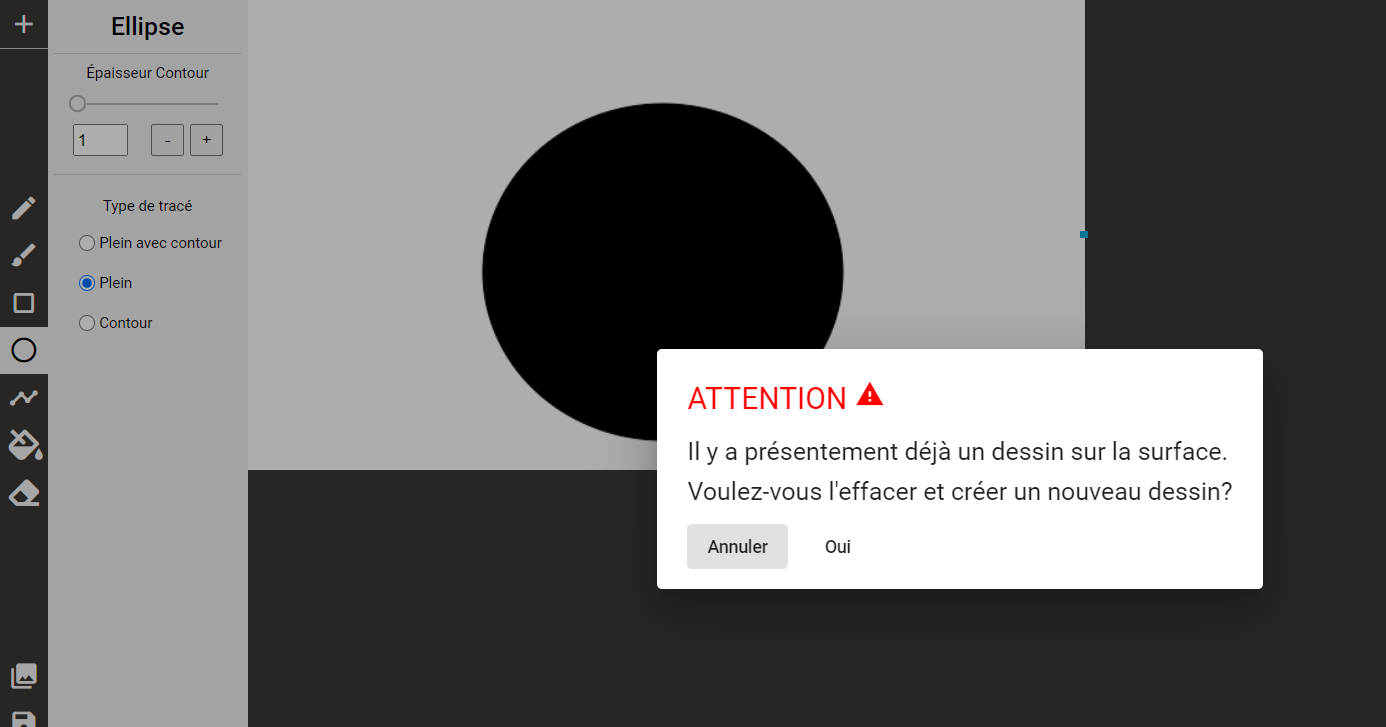 Ellipse
Épaisseur Contour
1
-
+
Type de tracé
Plein avec contour
Plein
Contour
ATTENTION
Il y a présentement déjà un dessin sur la surface.
Voulez-vous l'effacer et créer un nouveau dessin?
Annuler
Oui